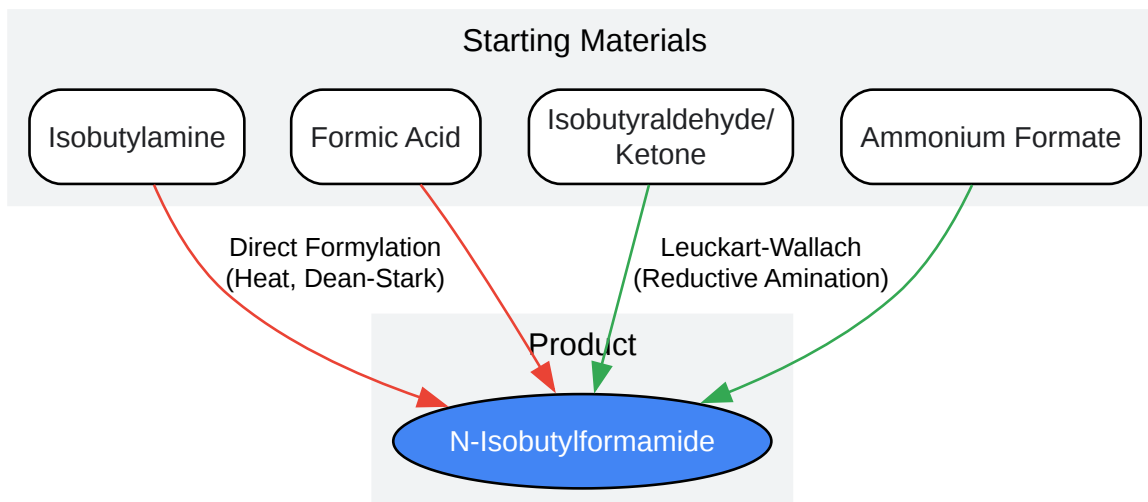 Starting Materials
Isobutylamine
Formic Acid
Isobutyraldehyde/
Ketone
Ammonium Formate
Direct Formylation
(Heat, Dean-Stark)
Leuckart-Wallach
(Reductive Amination)
Product
N-Isobutylformamide